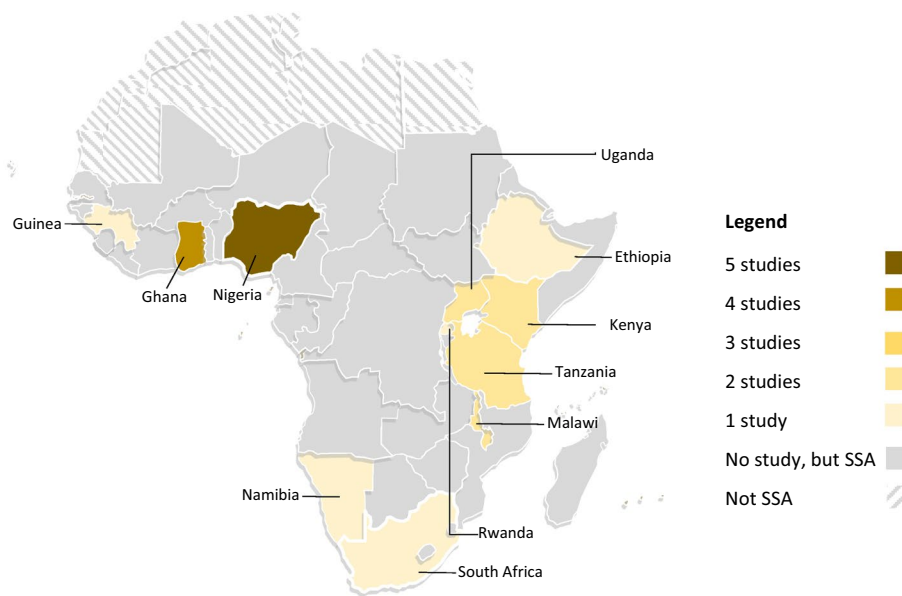 Uganda
Guinea
Ethiopia
Ghana
Nigeria
Kenya
Tanzania
Malawi
Namibia
Rwanda
South Africa
Legend
5 studies
4 studies
3 studies
2 studies
1 study
No study, but SSA
Not SSA